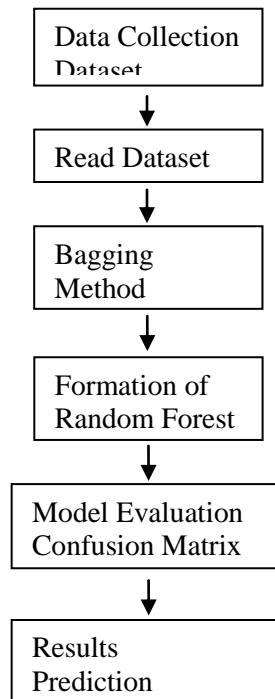 Data Collection
Dataset
Read Dataset
Bagging
Method
Formation of
Random Forest
Model Evaluation
Confusion Matrix
Results
Prediction